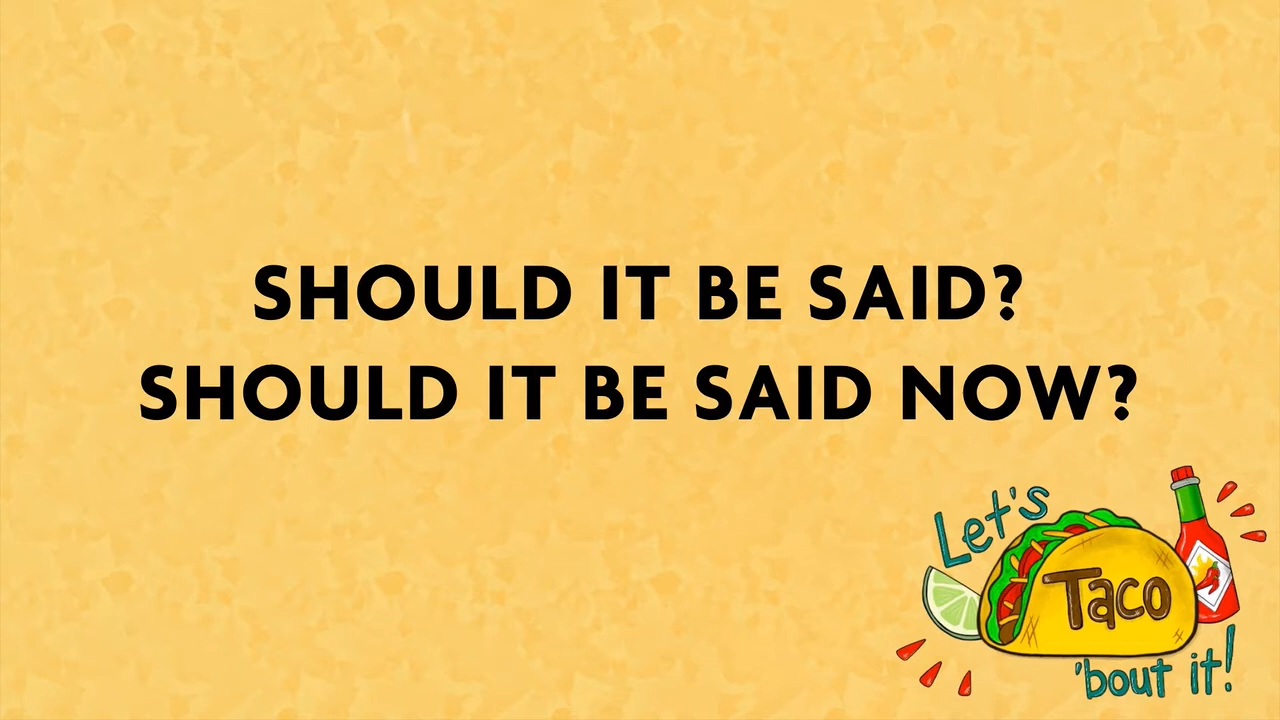 SHOULD IT BE SAID?
SHOULD IT BE SAID NOW?
Let's
Taco
'bout it!